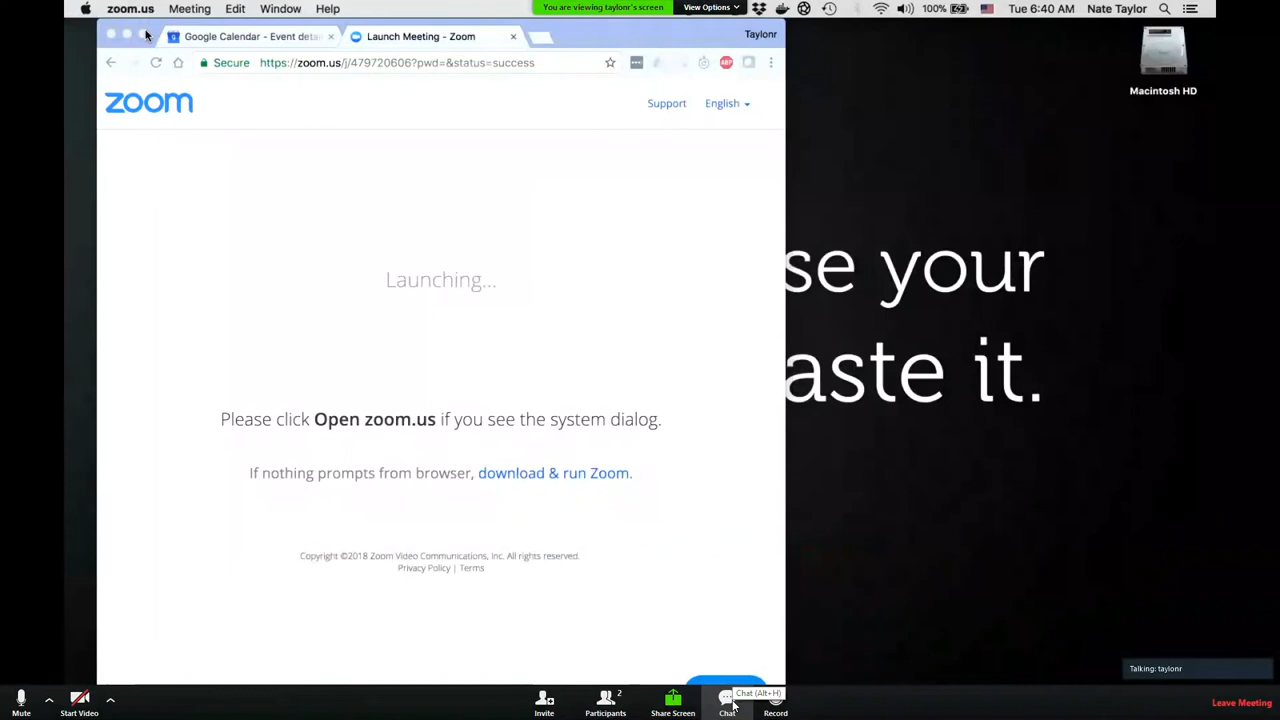 zoom.us Meeting Edit Window Help
You are viewing taylonr's screen View Options
100% Tue 6:40 AM Nate Taylor
Google Calendar - Event detai
Launch Meeting - Zoom
Taylonr
Secure https://zoom.us/j/479720606?pwd=&status=success
Macintosh HD
zoom
Support English
Launching...
se your
aste it.
Please click Open zoom.us if you see the system dialog.
If nothing prompts from browser, download & run Zoom.
Copyright ©2018 Zoom Video Communications, Inc. All rights reserved.
Privacy Policy | Terms
Talking: taylonr
Chat (Alt+H)
2
Mute Start Video Invite Participants Share Screen Chat Record Leave Meeting